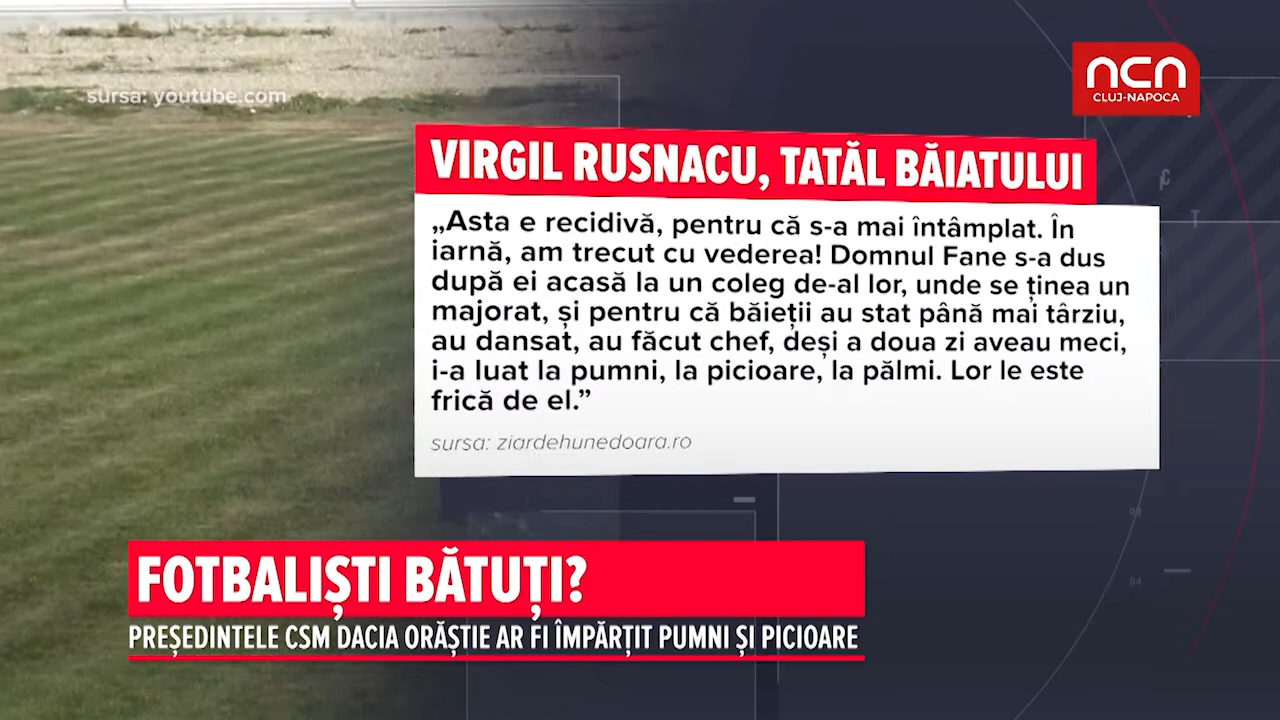 sursa: youtube.com
ncn
CLUJ-NAPOCA
VIRGIL RUSNACU, TATĂL BĂIATULUI
„Asta e recidivă, pentru că s-a mai întâmplat. În
iarnă, am trecut cu vederea! Domnul Fane s-a dus
după ei acasă la un coleg de-al lor, unde se ținea un
majorat, și pentru că băieții au stat până mai târziu,
au dansat, au făcut chef, deși a doua zi aveau meci,
i-a luat la pumni, la picioare, la pălmi. Lor le este
frică de el.”
sursa: ziardehunedoara.ro
03
04
FOTBALIȘTI BĂTUȚI?
PREȘEDINTELE CSM DACIA ORĂȘTIE AR FI ÎMPĂRȚIT PUMNI ȘI PICIOARE